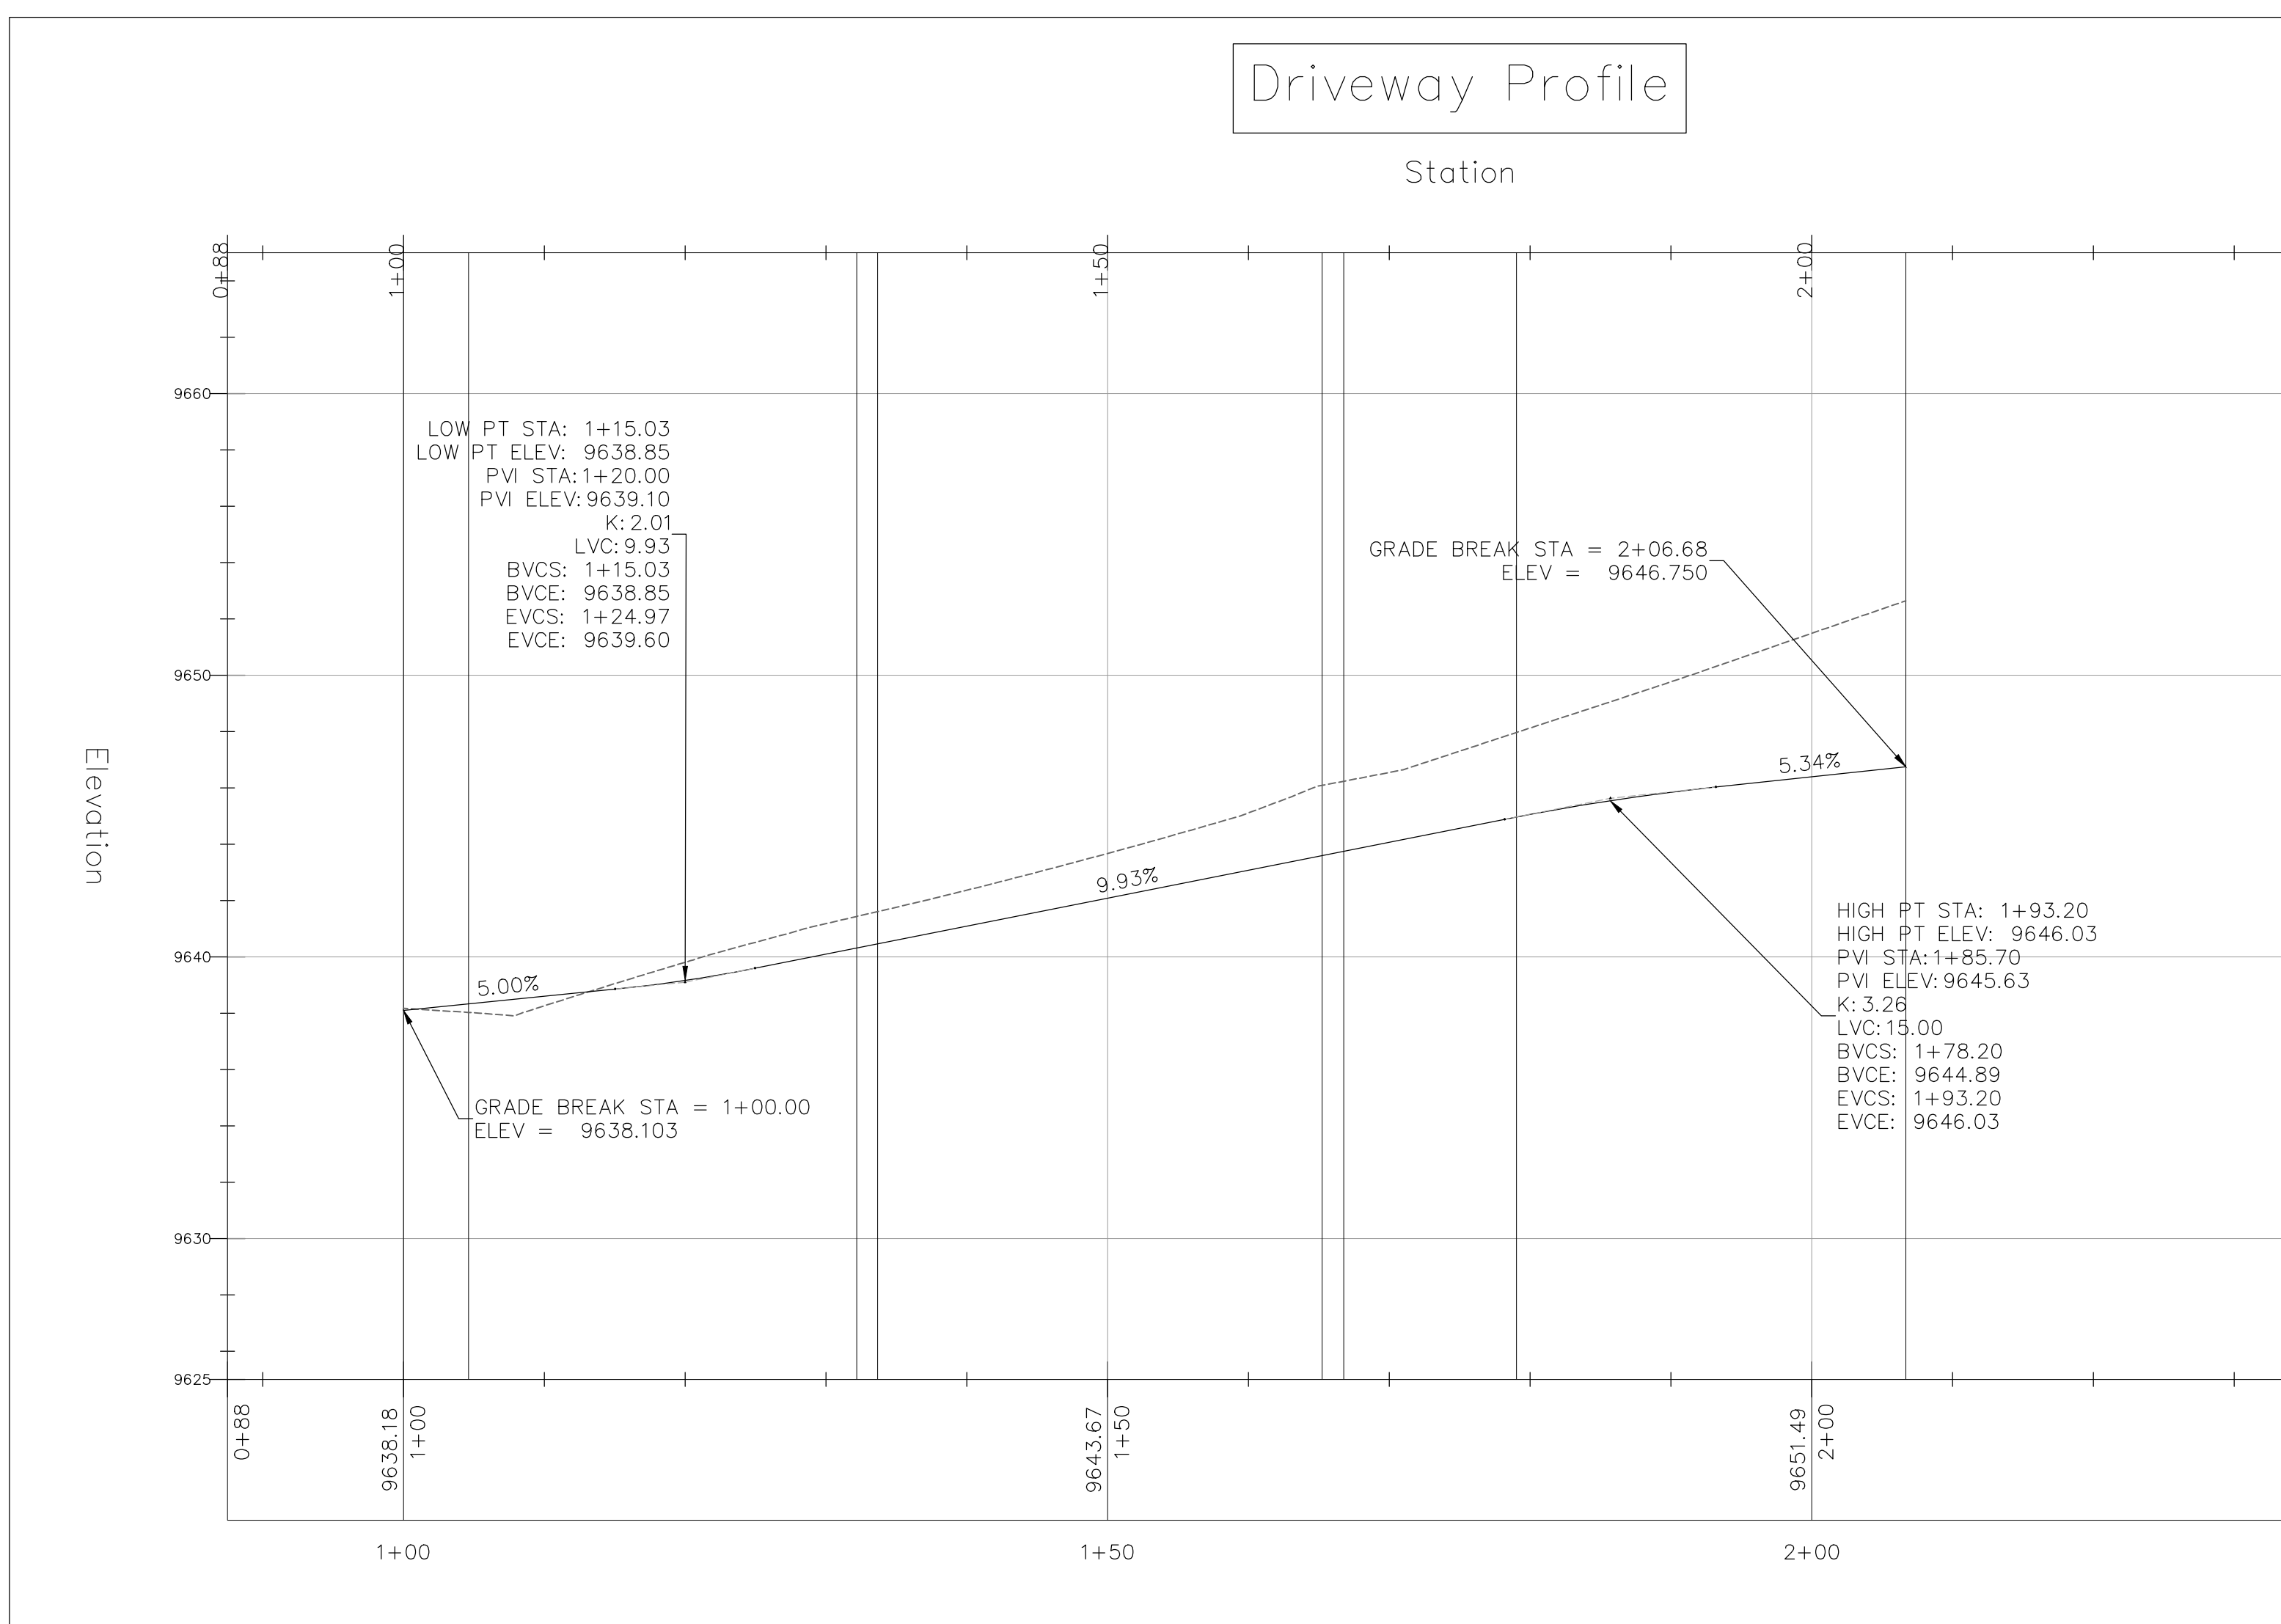 Driveway Profile
Station
0+88
1+00
1+50
2+00
9660
LOW PT STA: 1+15.03
LOW PT ELEV: 9638.85
PVI STA:1+20.00
PVI ELEV:9639.10
K:2.01
LVC:9.93
BVCS: 1+15.03
BVCE: 9638.85
EVCS: 1+24.97
EVCE: 9639.60
GRADE BREAK STA = 2+06.68
ELEV = 9646.750
9650
Elevation
5.34%
9.93%
HIGH PT STA: 1+93.20
HIGH PT ELEV: 9646.03
PVI STA:1+85.70
PVI ELEV:9645.63
K:3.26
LVC:15.00
BVCS: 1+78.20
BVCE: 9644.89
EVCS: 1+93.20
EVCE: 9646.03
9640
5.00%
GRADE BREAK STA = 1+00.00
ELEV = 9638.103
9630
9625
0+88
9638.18
1+00
9643.67
1+50
9651.49
2+00
1+00
1+50
2+00